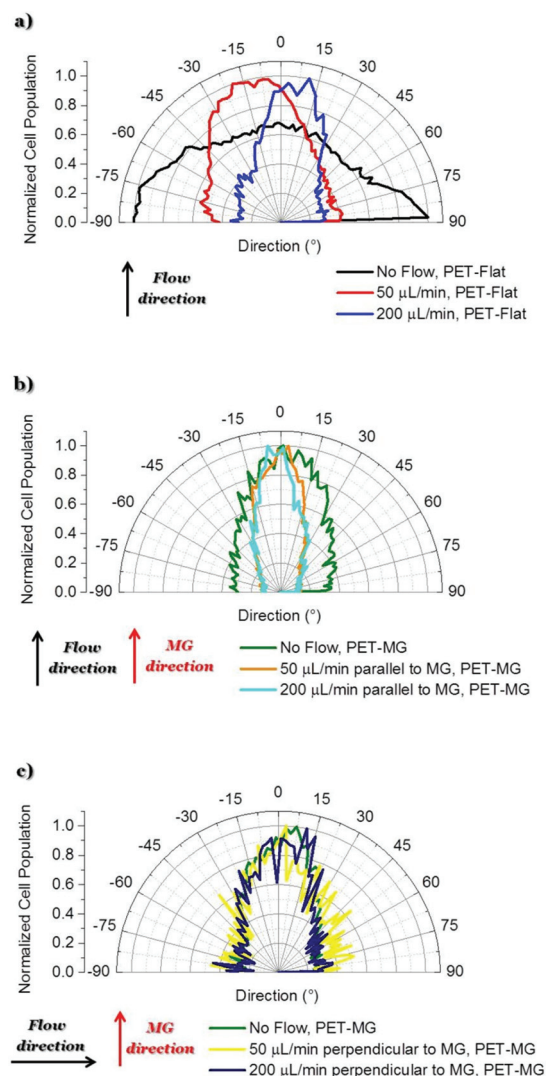 a)
0
-15 15
-30 30
-45 45
-60 60
-75 75
-90 90
1.0
0.8
0.6
0.4
0.2
0.0
Normalized Cell Population
Direction (°)
Flow
direction
No Flow, PET-Flat
50 µL/min, PET-Flat
200 µL/min, PET-Flat
b)
0
-15 15
-30 30
-45 45
-60 60
-75 75
-90 90
1.0
0.8
0.6
0.4
0.2
0.0
Normalized Cell Population
Direction (°)
Flow
direction
MG
direction
No Flow, PET-MG
50 µL/min parallel to MG, PET-MG
200 µL/min parallel to MG, PET-MG
c)
0
-15 15
-30 30
-45 45
-60 60
-75 75
-90 90
1.0
0.8
0.6
0.4
0.2
0.0
Normalized Cell Population
Direction (°)
Flow
direction
MG
direction
No Flow, PET-MG
50 µL/min perpendicular to MG, PET-MG
200 µL/min perpendicular to MG, PET-MG